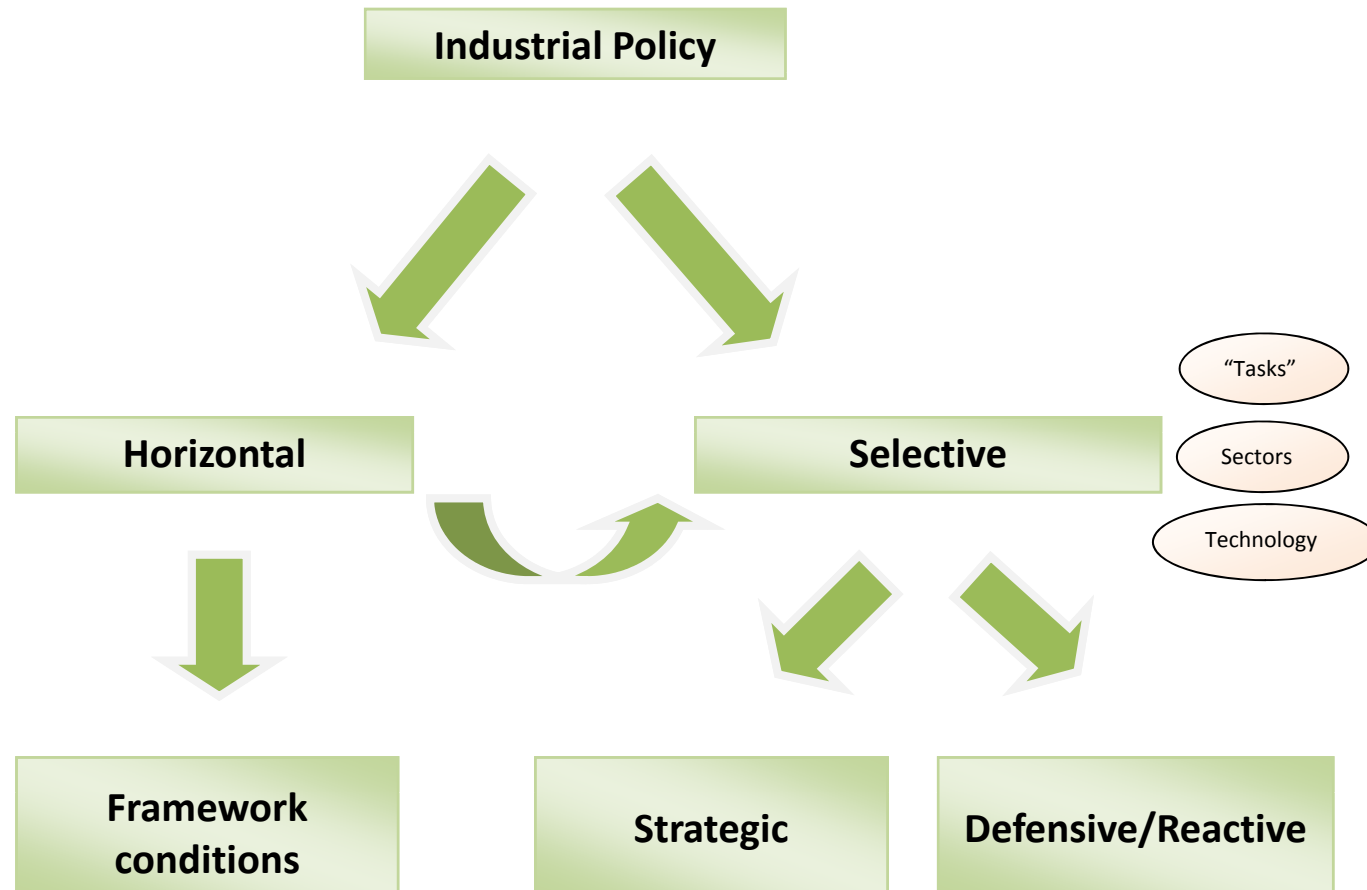 Industrial Policy
“Tasks”
Horizontal
Selective
Sectors
Technology
Framework
conditions
Strategic
Defensive/Reactive